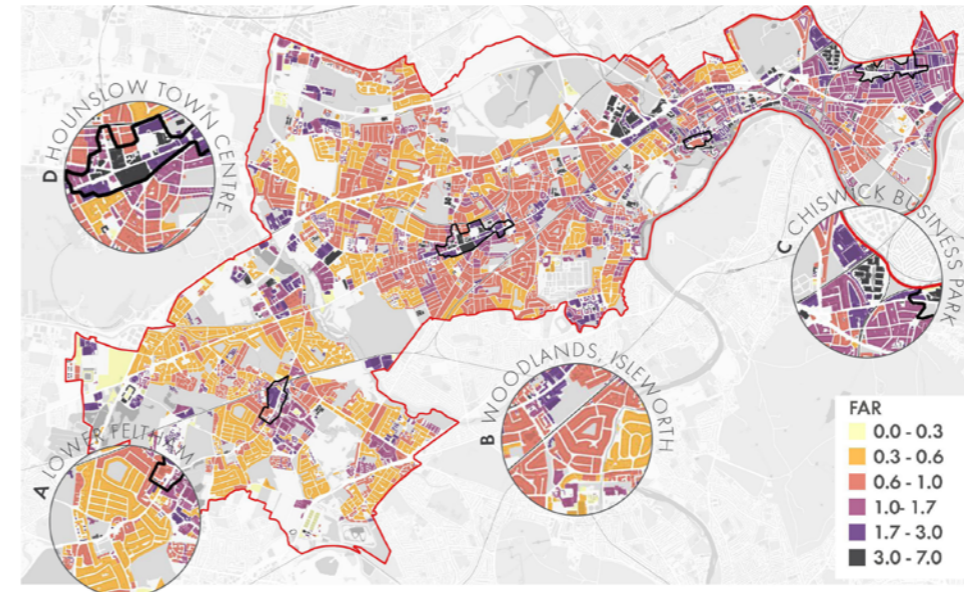 D HOUNSLOW TOWN CENTRE
C CHISWICK BUSINESS PARK
B WOODLANDS, ISLEWORTH
A LOWER FELTHAM
FAR
0.0 - 0.3
0.3 - 0.6
0.6 - 1.0
1.0- 1.7
1.7 - 3.0
3.0 - 7.0